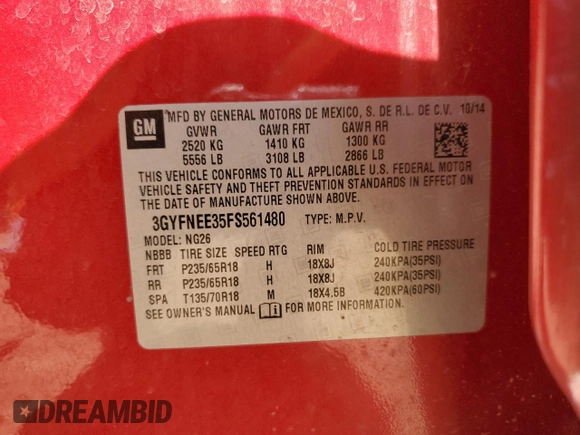 GM
MFD BY GENERAL MOTORS DE MEXICO, S. DE R.L. DE C.V. 10/14
GVWR GAWR FRT GAWR RR
2520 KG 1410 KG 1300 KG
5556 LB 3108 LB 2866 LB
THIS VEHICLE CONFORMS TO ALL APPLICABLE U.S. FEDERAL MOTOR
VEHICLE SAFETY AND THEFT PREVENTION STANDARDS IN EFFECT ON
THE DATE OF MANUFACTURE SHOWN ABOVE.
3GYFNEE35FS561480 TYPE: M.P.V.
MODEL: NG26
NBBB TIRE SIZE SPEED RTG RIM COLD TIRE PRESSURE
FRT P235/65R18 H 18X8J 240KPA(35PSI)
RR P235/65R18 H 18X8J 240KPA(35PSI)
SPA T135/70R18 M 18X4.5B 420KPA(60PSI)
SEE OWNER'S MANUAL FOR MORE INFORMATION.
DREAMBID